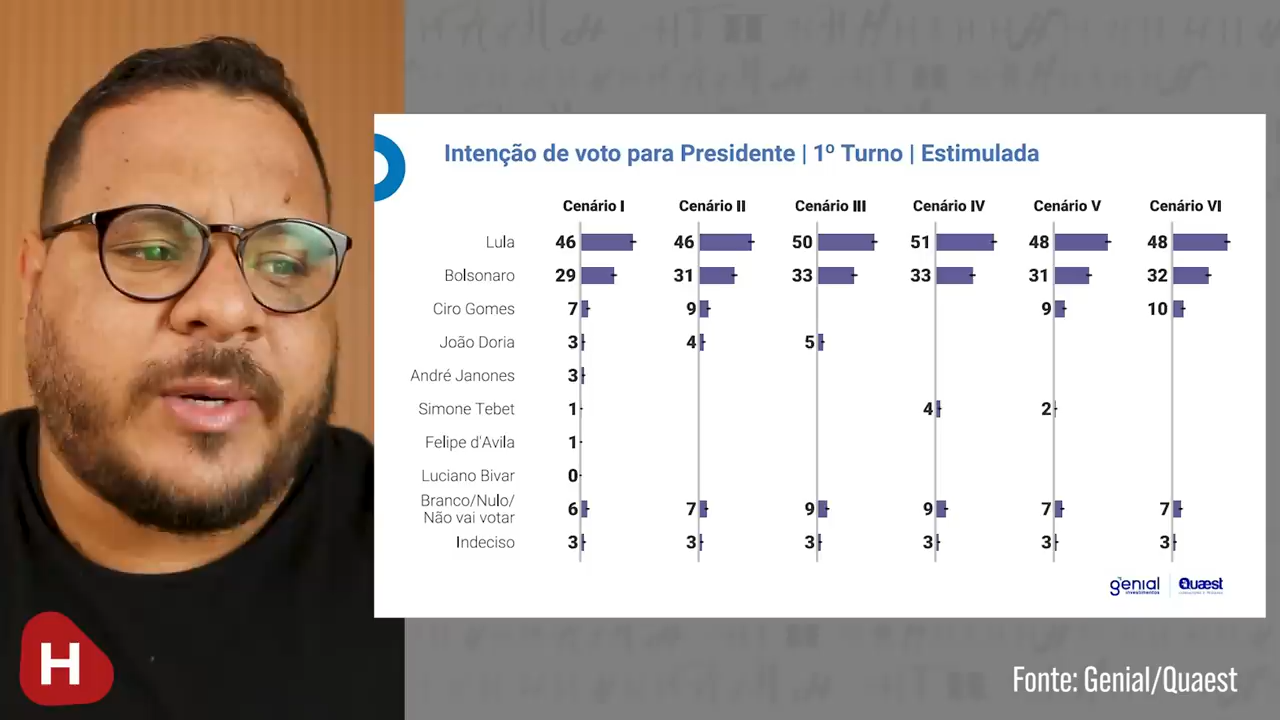 Intenção de voto para Presidente | 1º Turno | Estimulada
Cenário I Cenário II Cenário III Cenário IV Cenário V Cenário VI
Lula 46 46 50 51 48 48
Bolsonaro 29 31 33 33 31 32
Ciro Gomes 7 9 9 10
João Doria 3 4 5
André Janones 3
Simone Tebet 1 4 2
Felipe d'Avila 1
Luciano Bivar 0
Branco/Nulo/
Não vai votar 6 7 9 9 7 7
Indeciso 3 3 3 3 3 3
genial
investimentos
Quaest
H
Fonte: Genial/Quaest